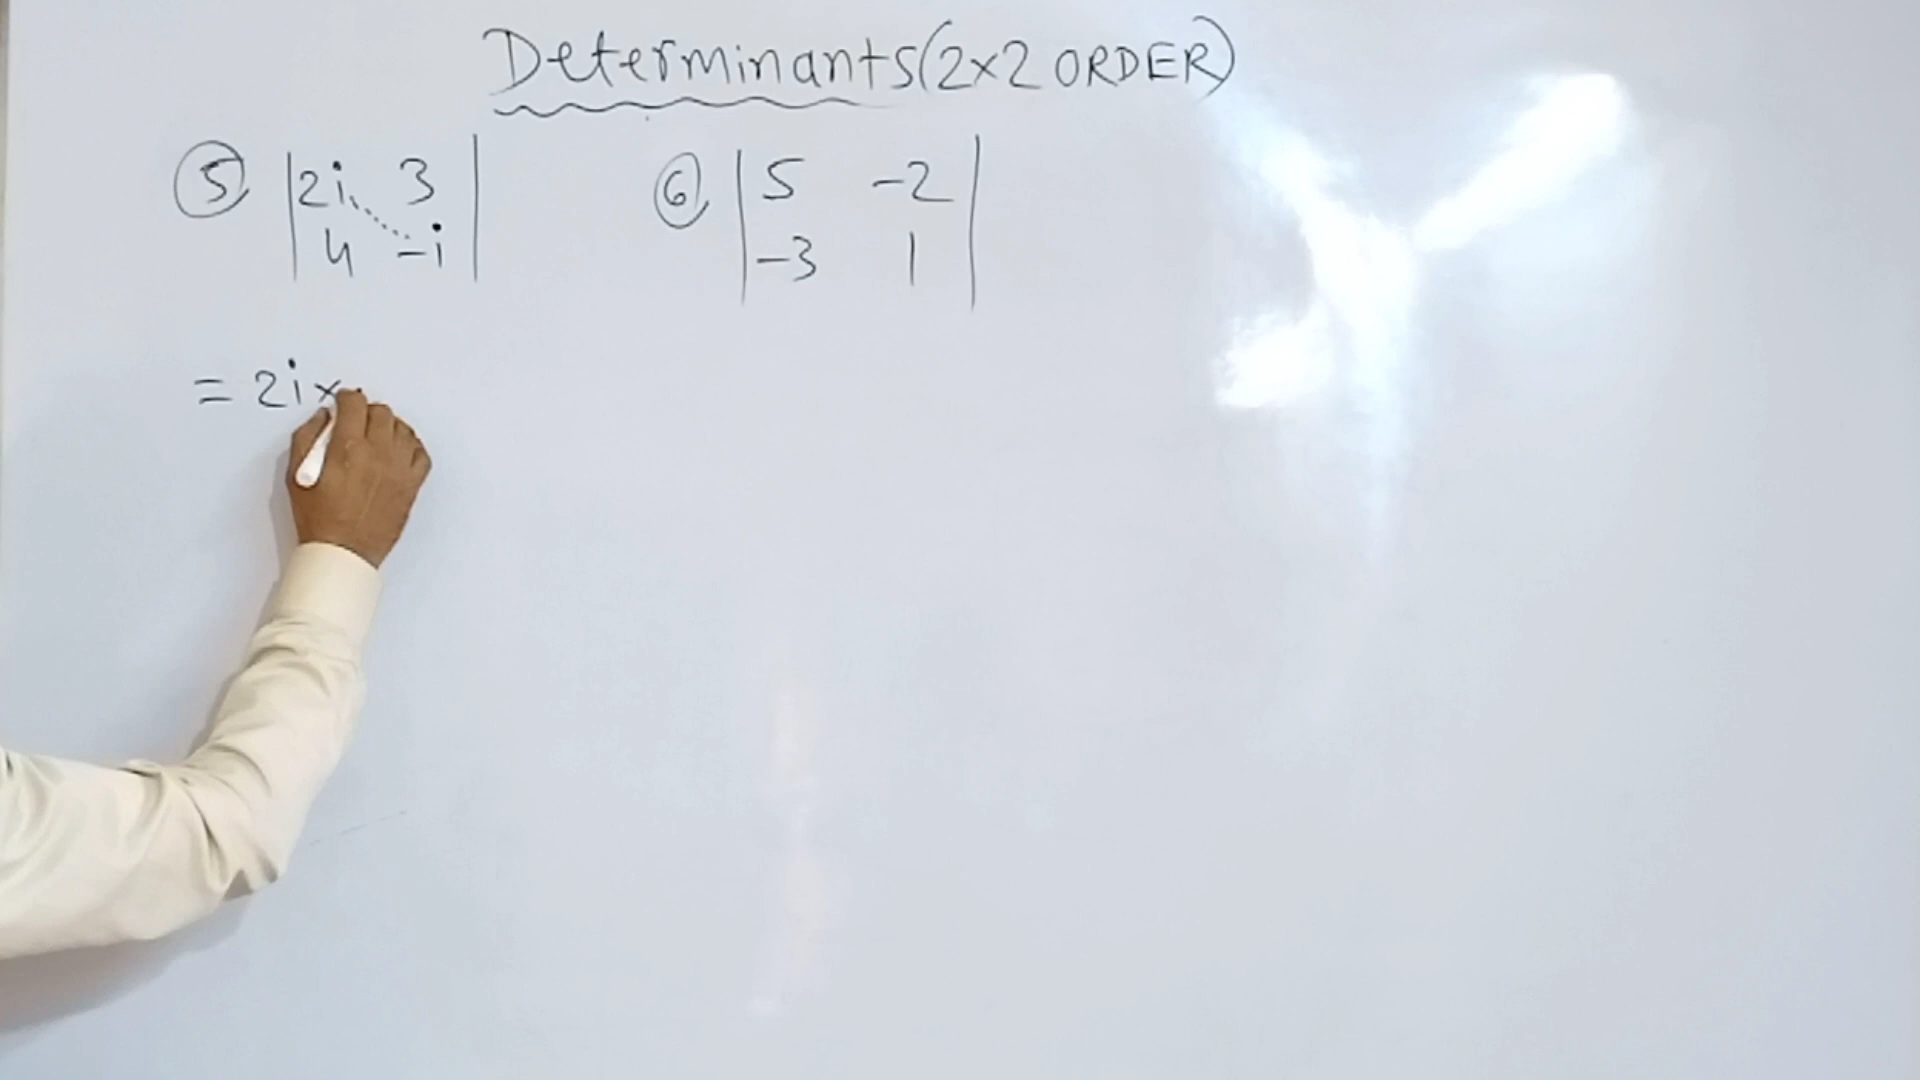 Determinants (2×2 ORDER)
⑤ |2i 3|
|4 -i|
⑥ |5 -2|
|-3 1|
= 2i×